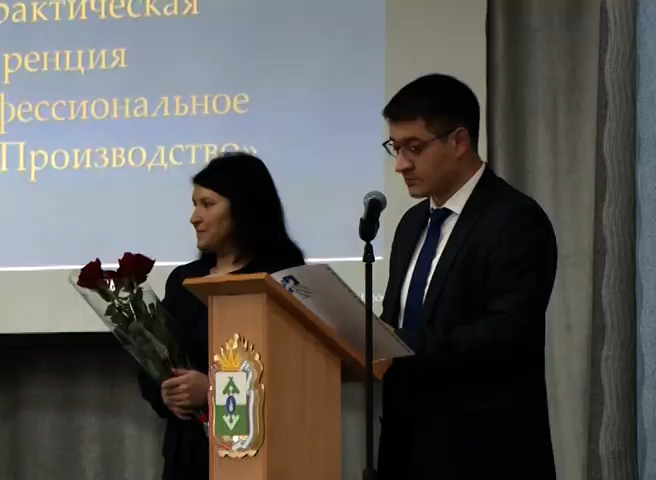 рактическая
ренция
фессиональное
Производство»